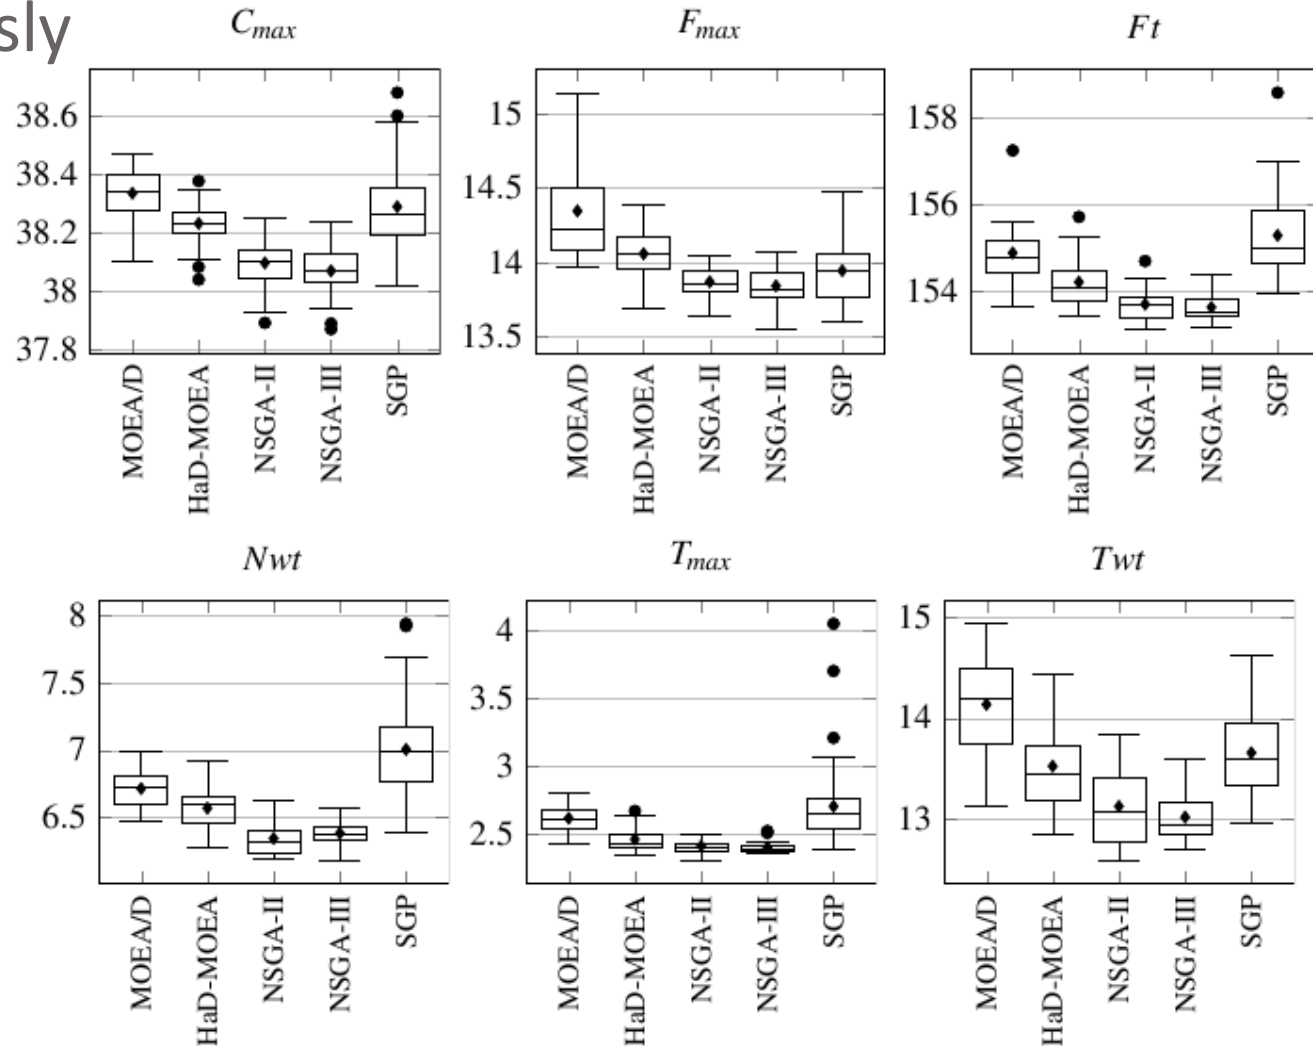 sly
C_max F_max Ft
38.6
38.4
38.2
38
37.8
15
14.5
14
13.5
158
156
154
MOEA/D
HaD-MOEA
NSGA-II
NSGA-III
SGP
MOEA/D
HaD-MOEA
NSGA-II
NSGA-III
SGP
MOEA/D
HaD-MOEA
NSGA-II
NSGA-III
SGP
Nwt T_max Twt
8
7.5
7
6.5
4
3.5
3
2.5
15
14
13
MOEA/D
HaD-MOEA
NSGA-II
NSGA-III
SGP
MOEA/D
HaD-MOEA
NSGA-II
NSGA-III
SGP
MOEA/D
HaD-MOEA
NSGA-II
NSGA-III
SGP